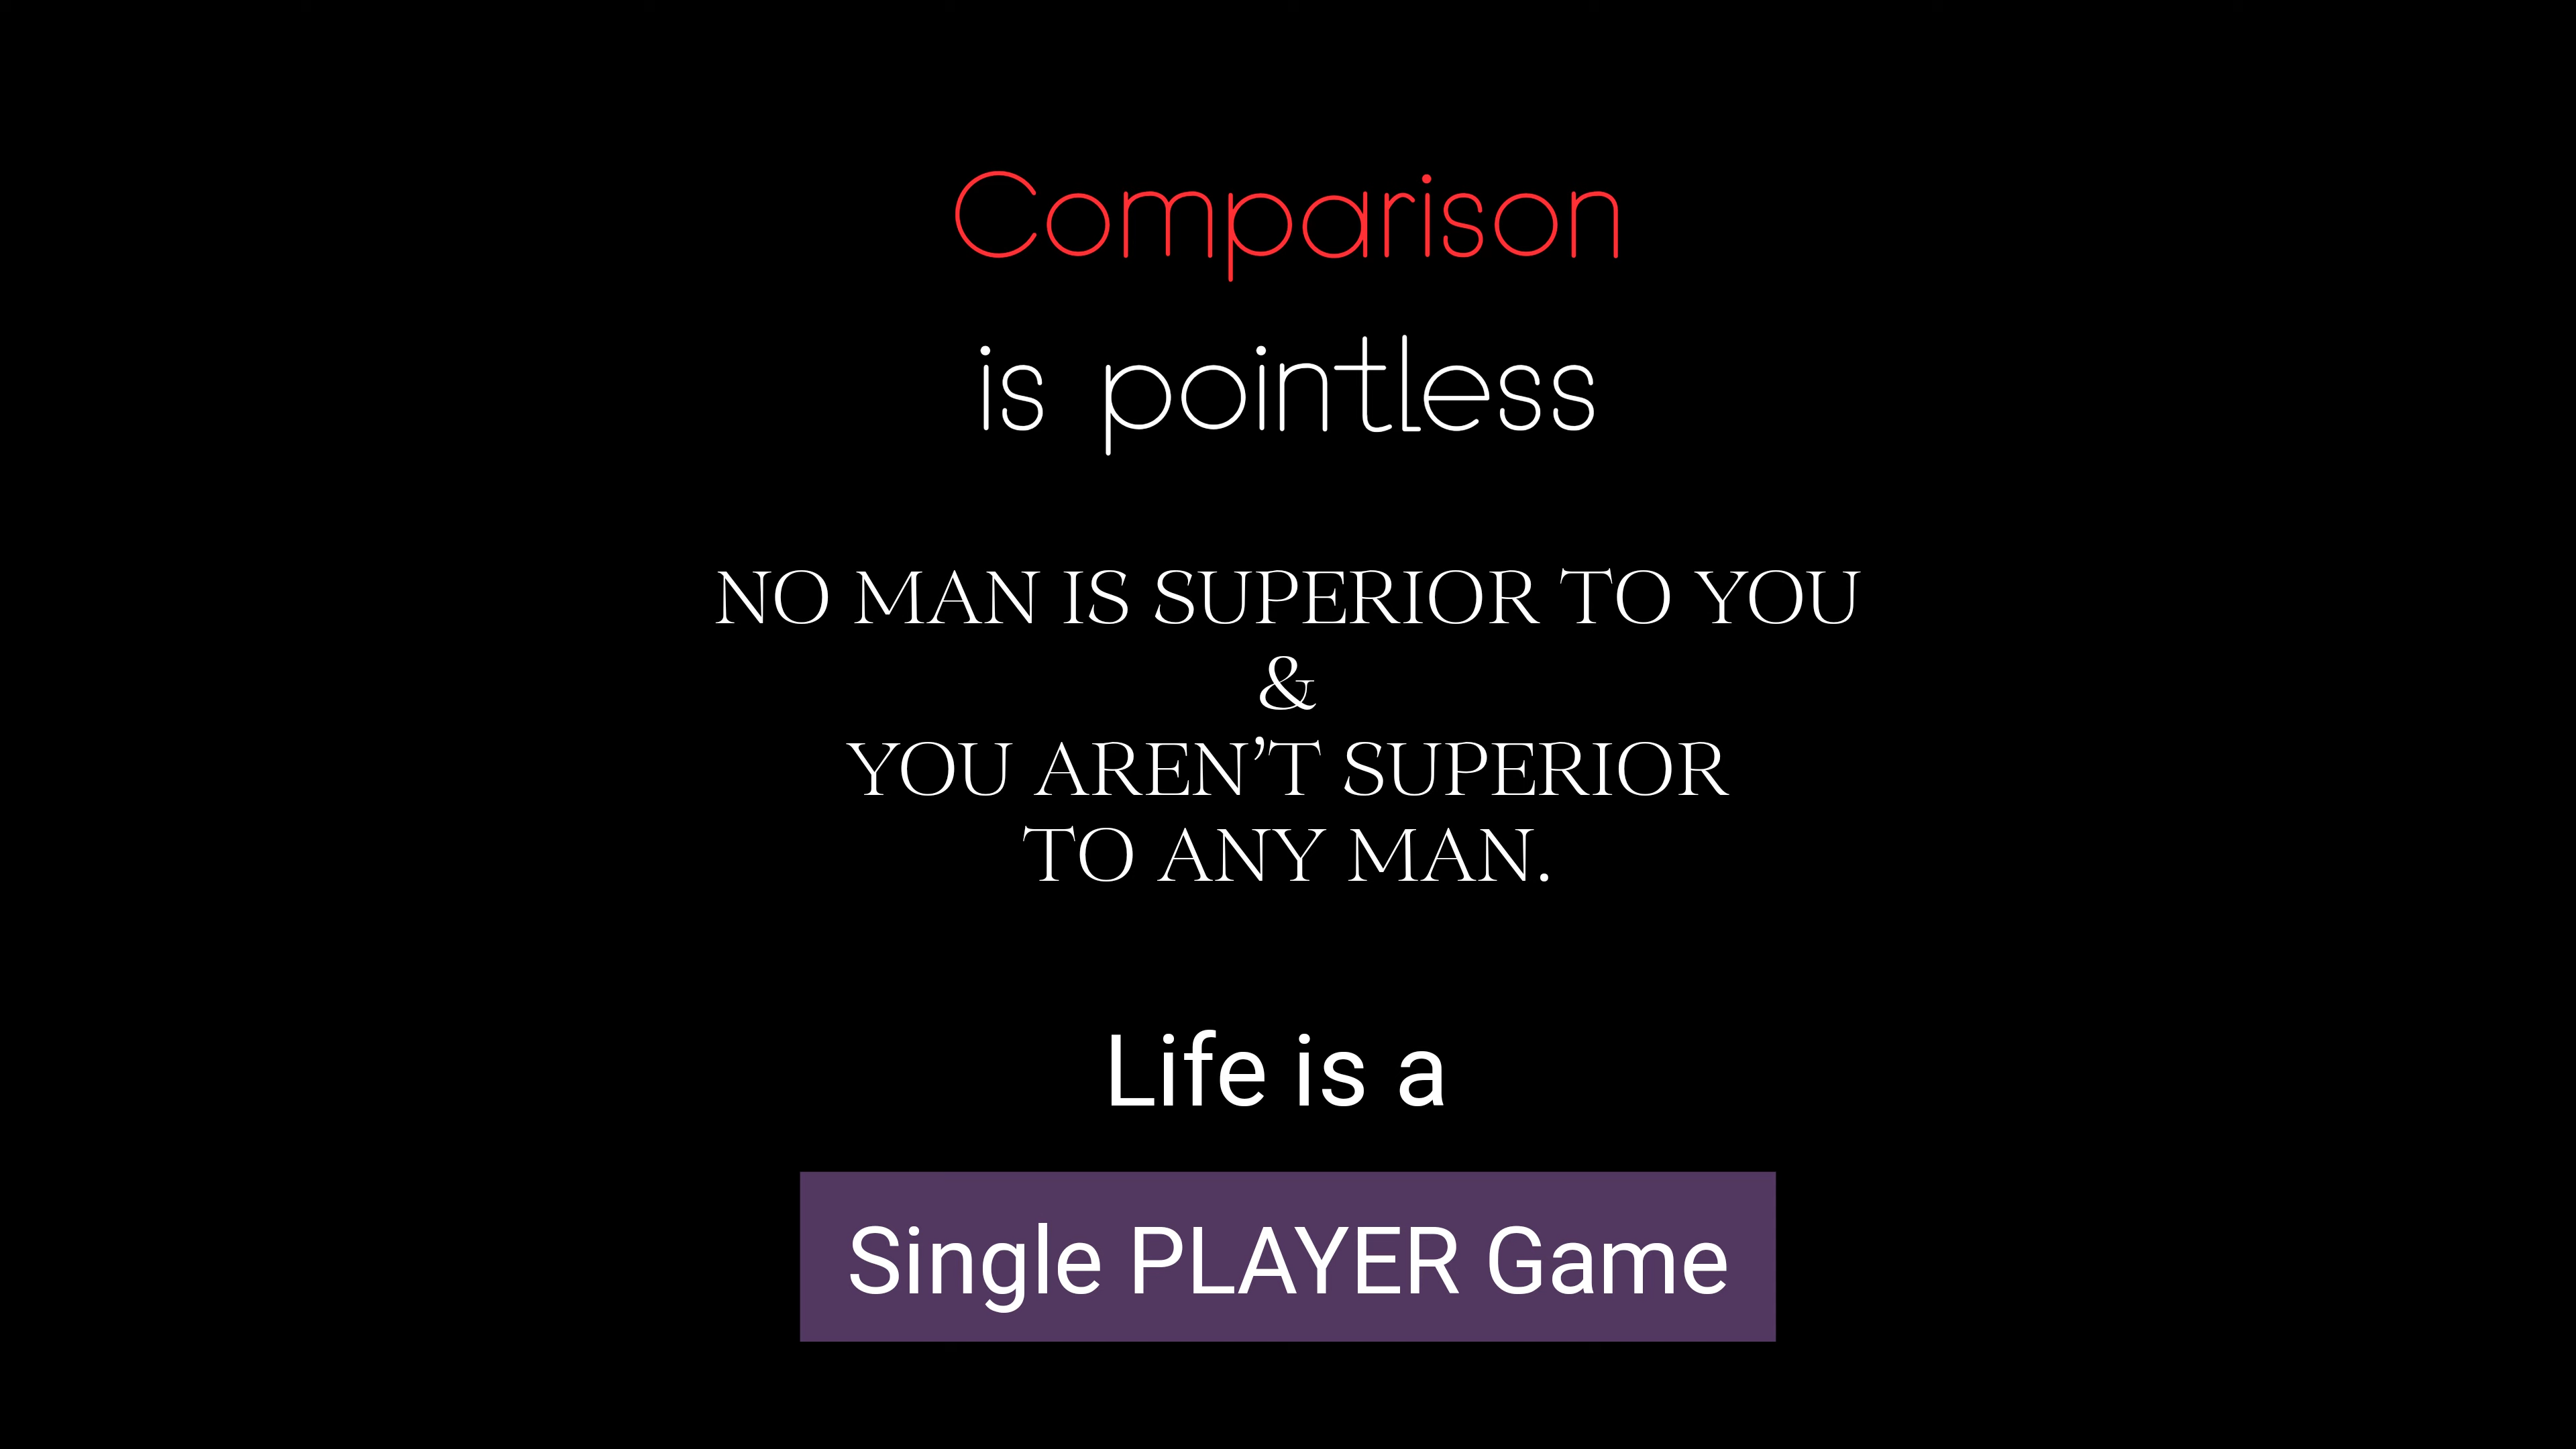 Comparison
is pointless
NO MAN IS SUPERIOR TO YOU
&
YOU AREN’T SUPERIOR
TO ANY MAN.
Life is a
Single PLAYER Game